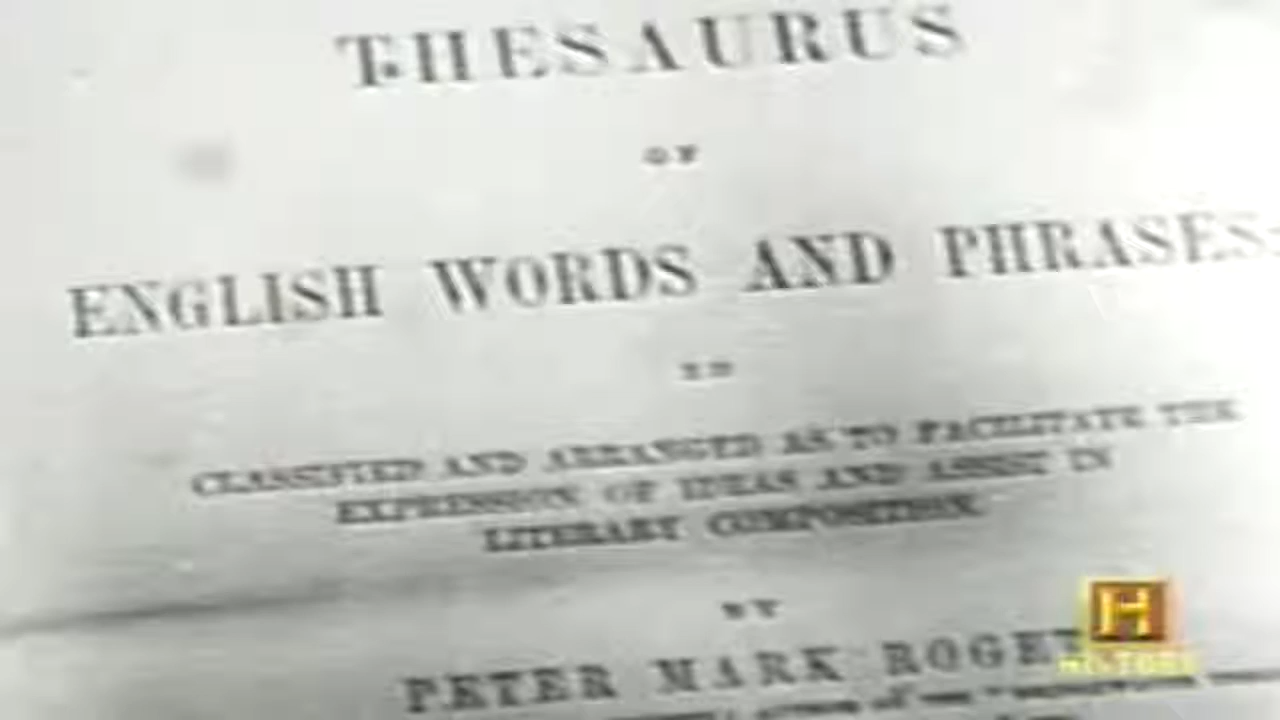 THESAURUS
OF
ENGLISH WORDS AND PHRASES
CLASSIFIED AND ARRANGED AS TO FACILITATE THE
EXPRESSION OF IDEAS AND ASSIST IN
LITERARY COMPOSITION
BY
PETER MARK ROGET
H
HISTORY